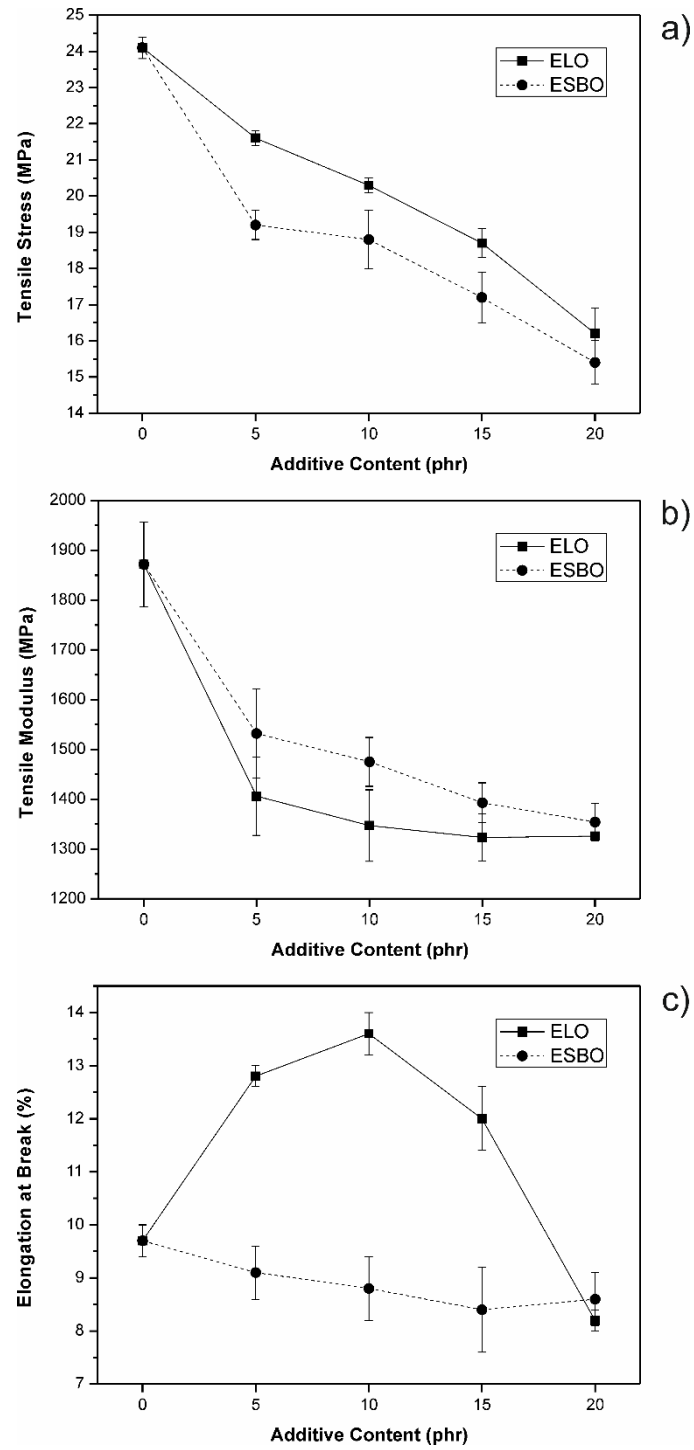 a)
25
24
23
22
21
20
19
18
17
16
15
14
Tensile Stress (MPa)
ELO
ESBO
0 5 10 15 20
Additive Content (phr)
b)
2000
1900
1800
1700
1600
1500
1400
1300
1200
Tensile Modulus (MPa)
ELO
ESBO
0 5 10 15 20
Additive Content (phr)
c)
14
13
12
11
10
9
8
7
Elongation at Break (%)
ELO
ESBO
0 5 10 15 20
Additive Content (phr)